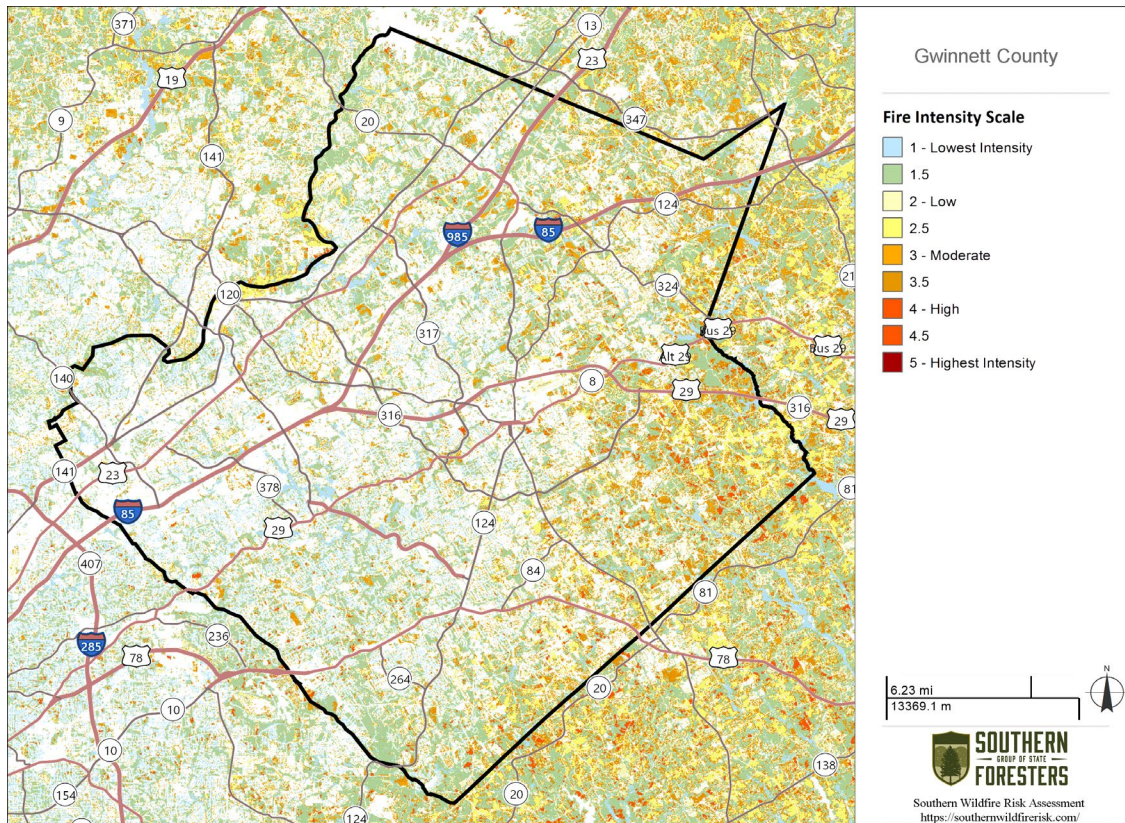 371
13
23
19
9
20
347
141
124
985
85
21
324
120
317
Bus 29
Alt 29
Bus 29
140
8
29
316
316
29
141
23
378
81
85
29
124
407
84
81
236
285
78
78
264
20
10
10
138
154
20
124
Gwinnett County
Fire Intensity Scale
1 - Lowest Intensity
1.5
2 - Low
2.5
3 - Moderate
3.5
4 - High
4.5
5 - Highest Intensity
N
6.23 mi
13369.1 m
SOUTHERN
GROUP OF STATE
FORESTERS
Southern Wildfire Risk Assessment
https://southernwildfirerisk.com/